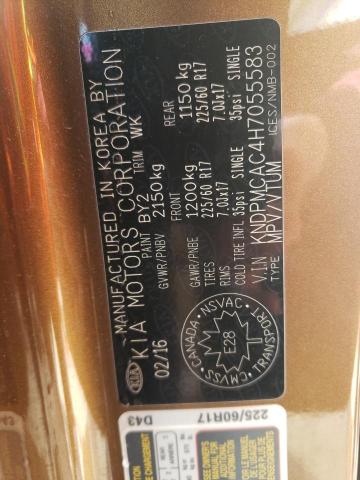 MANUFACTURED IN KOREA BY
KIA MOTORS CORPORATION
KIA
02/16
PAINT BY2 TRIM WK
GVWR/PNBV 2150kg
FRONT REAR
GAWR/PNBE 1200kg 1150kg
TIRES 225/60 R17 225/60 R17
RIMS 7.0Jx17 7.0Jx17
COLD TIRE INFL 35psi SINGLE 35psi SINGLE
V/IN KNDPMCAC4H7055583
TYPE MPV/VTUM
ICES/NMB-002
CANADA NSVAC
E28
CMVSS TRANSPORT
D43
225/60R17